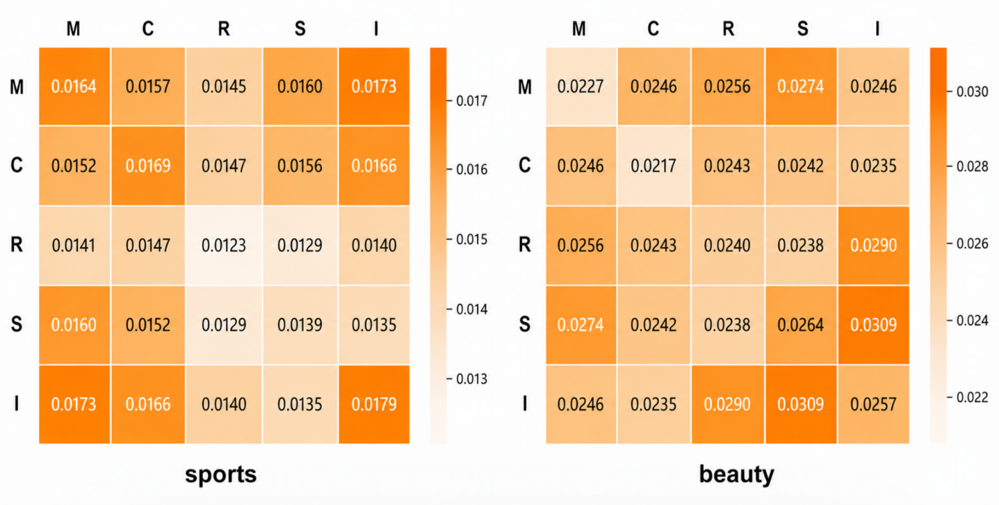 M C R S I
M 0.0164 0.0157 0.0145 0.0160 0.0173
C 0.0152 0.0169 0.0147 0.0156 0.0166
R 0.0141 0.0147 0.0123 0.0129 0.0140
S 0.0160 0.0152 0.0129 0.0139 0.0135
I 0.0173 0.0166 0.0140 0.0135 0.0179
0.017
0.016
0.015
0.014
0.013
sports
M C R S I
M 0.0227 0.0246 0.0256 0.0274 0.0246
C 0.0246 0.0217 0.0243 0.0242 0.0235
R 0.0256 0.0243 0.0240 0.0238 0.0290
S 0.0274 0.0242 0.0238 0.0264 0.0309
I 0.0246 0.0235 0.0290 0.0309 0.0257
0.030
0.028
0.026
0.024
0.022
beauty